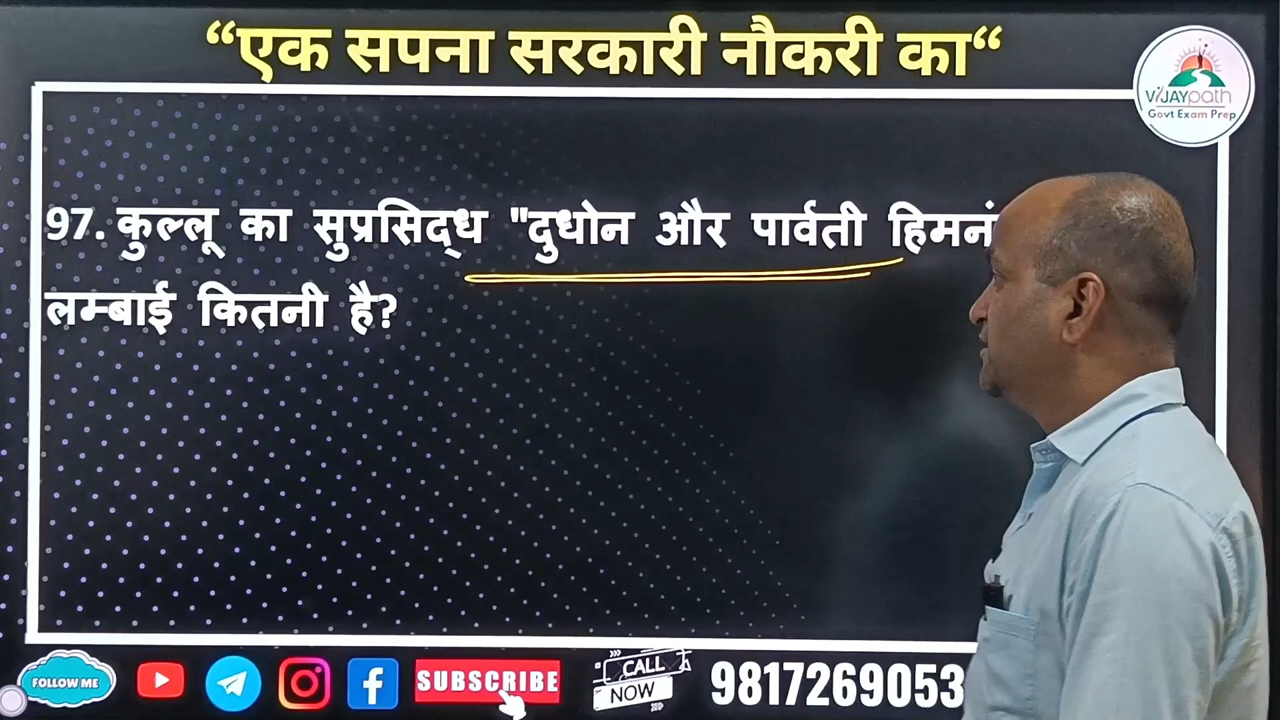 “एक सपना सरकारी नौकरी का“
VIJAYpath
Govt Exam Prep
97. कुल्लू का सुप्रसिद्ध "दुधोन और पार्वती
लम्बाई कितनी है?
FOLLOW ME
SUBSCRIBE
CALL
NOW
9817269053